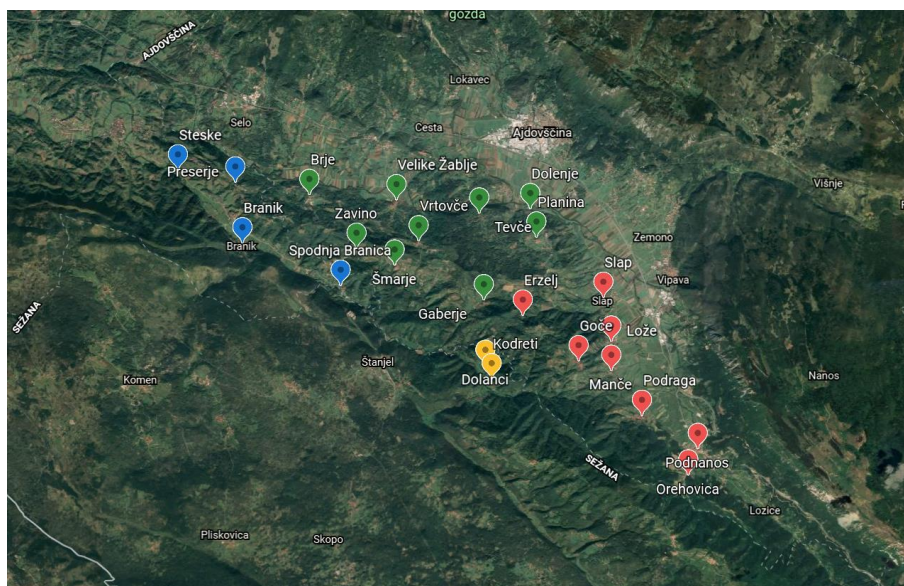 gozda
AJDOVŠČINA
Lokavec
Selo
Cesta
Ajdovščina
Steske
Preserje
Brje
Velike Žablje
Dolenje
Planina
Višnje
Branik
Branik
Zavino
Vrtovče
Tevče
Zemono
Spodnja Branica
Šmarje
Erzelj
Slap
Slap
Vipava
Gaberje
SEŽANA
Goče
Lože
Kodreti
Štanjel
Dolanci
Komen
Manče
Podraga
Nanos
SEŽANA
Podnanos
Orehovica
Lozice
Pliskovica
Skopo